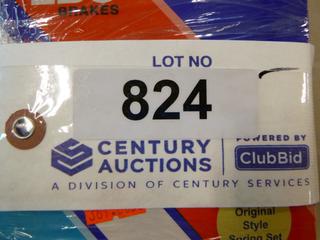 BRAKES
LOT NO
824
CENTURY
AUCTIONS
POWERED BY
ClubBid
A DIVISION OF CENTURY SERVICES
Original
Style
Spring Set